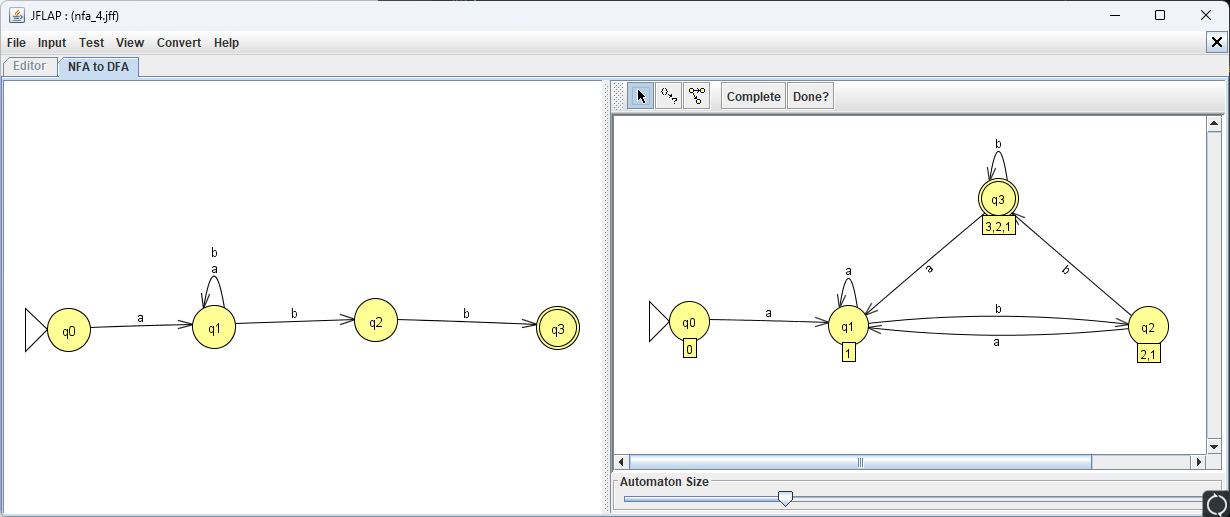 JFLAP : (nfa_4.jff)
File Input Test View Convert Help
Editor NFA to DFA
Complete Done?
b
a
q0
a
q1
b
q2
b
q3
b
q3
3,2,1
a
b
a
q0
0
a
q1
1
b
a
q2
2,1
Automaton Size